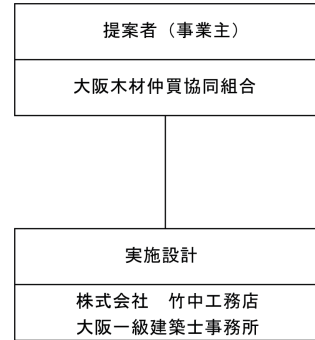 提案者（事業主）
大阪木材仲買協同組合
実施設計
株式会社　竹中工務店
大阪一級建築士事務所